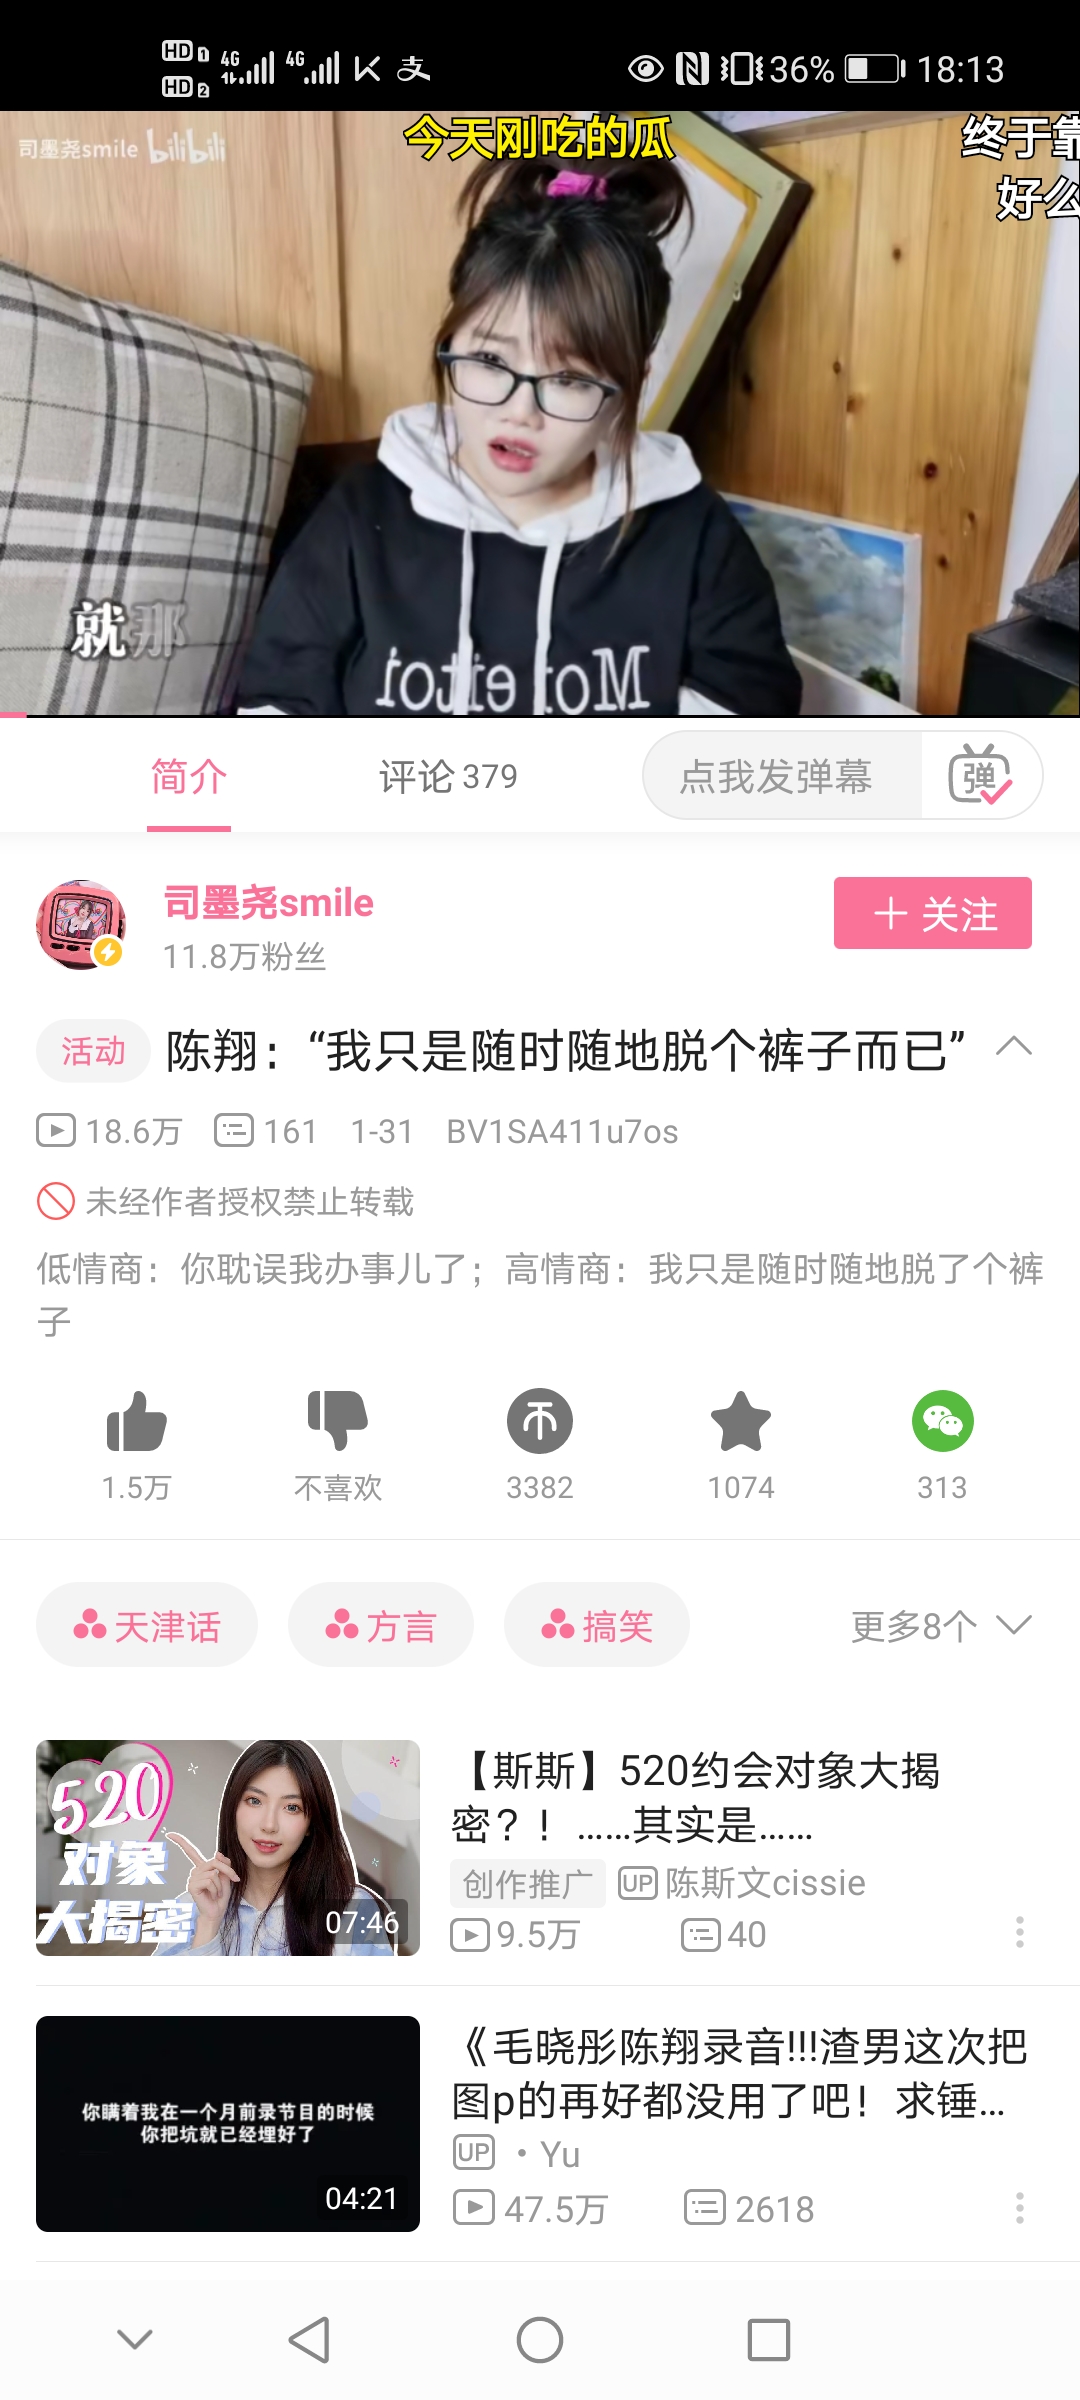 HD 1 4G 4G 支 36% 18:13
HD 2
司墨尧smile bilibili
今天刚吃的瓜
终于
好么
就那
简介 评论 379 点我发弹幕 弹
司墨尧smile
11.8万粉丝
＋ 关注
活动 陈翔：“我只是随时随地脱个裤子而已”
18.6万 161 1-31 BV1SA411u7os
未经作者授权禁止转载
低情商：你耽误我办事儿了；高情商：我只是随时随地脱了个裤
子
1.5万 不喜欢 3382 1074 313
天津话 方言 搞笑 更多8个
520
对象
大揭密
07:46
【斯斯】520约会对象大揭
密？！……其实是……
创作推广 UP 陈斯文cissie
9.5万 40
你瞒着我在一个月前录节目的时候
你把坑就已经埋好了
04:21
《毛晓彤陈翔录音!!!渣男这次把
图p的再好都没用了吧！求锤...
UP ·Yu
47.5万 2618